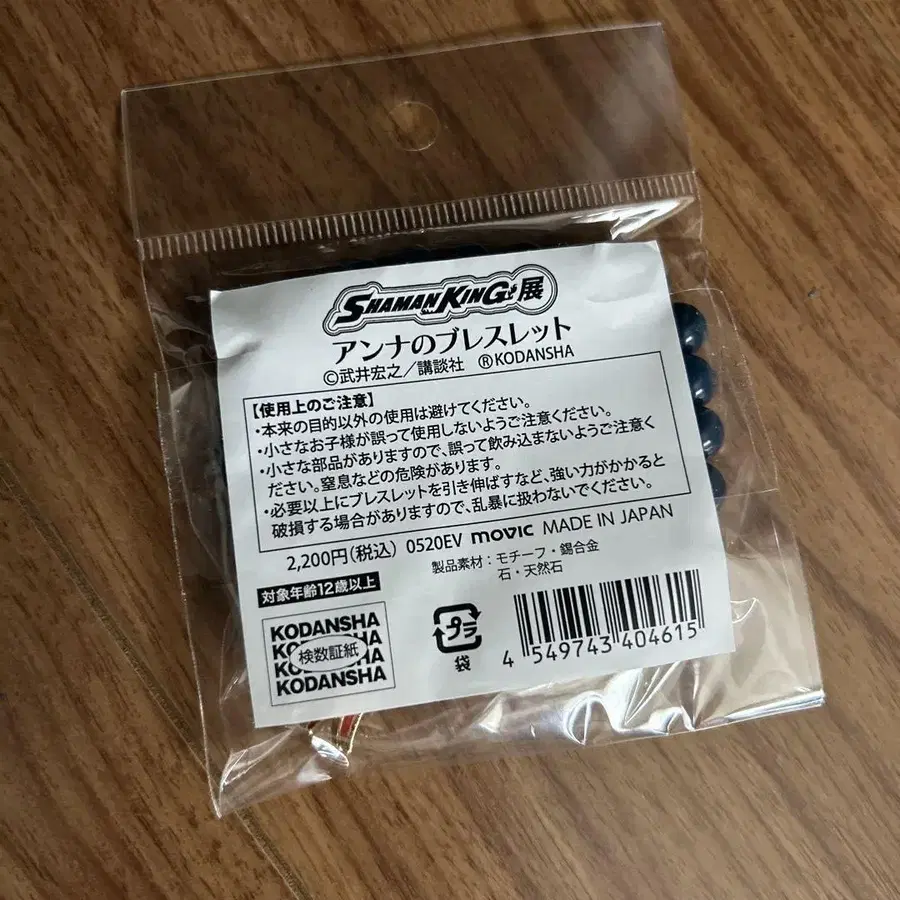 SHAMAN KING展
アンナのブレスレット
©武井宏之／講談社 ®KODANSHA
【使用上のご注意】
・本来の目的以外の使用は避けてください。
・小さなお子様が誤って使用しないようご注意ください。
・小さな部品がありますので、誤って飲み込まないようご注意く
ださい。窒息などの危険があります。
・必要以上にブレスレットを引き伸ばすなど、強い力がかかると
破損する場合がありますので、乱暴に扱わないでください。
2,200円(税込) 0520EV movic MADE IN JAPAN
製品素材：モチーフ・錫合金
石・天然石
対象年齢12歳以上
KODANSHA
KODANSHA
検数証紙
KODANSHA
KODANSHA
プラ
袋
4 549743 404615